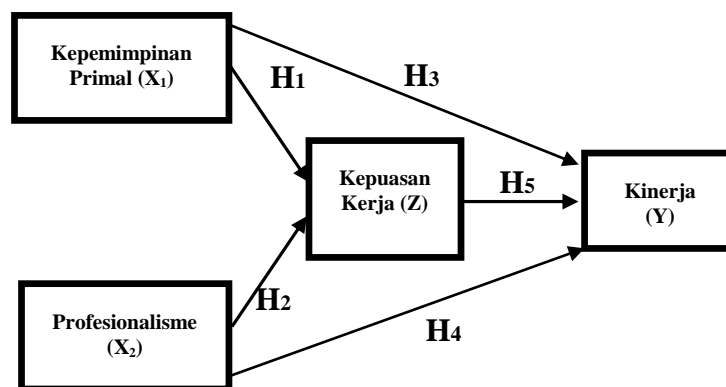 Kepemimpinan
Primal (X₁)
H1
H3
Kepuasan
Kerja (Z)
H5
Kinerja
(Y)
H2
Profesionalisme
(X₂)
H4